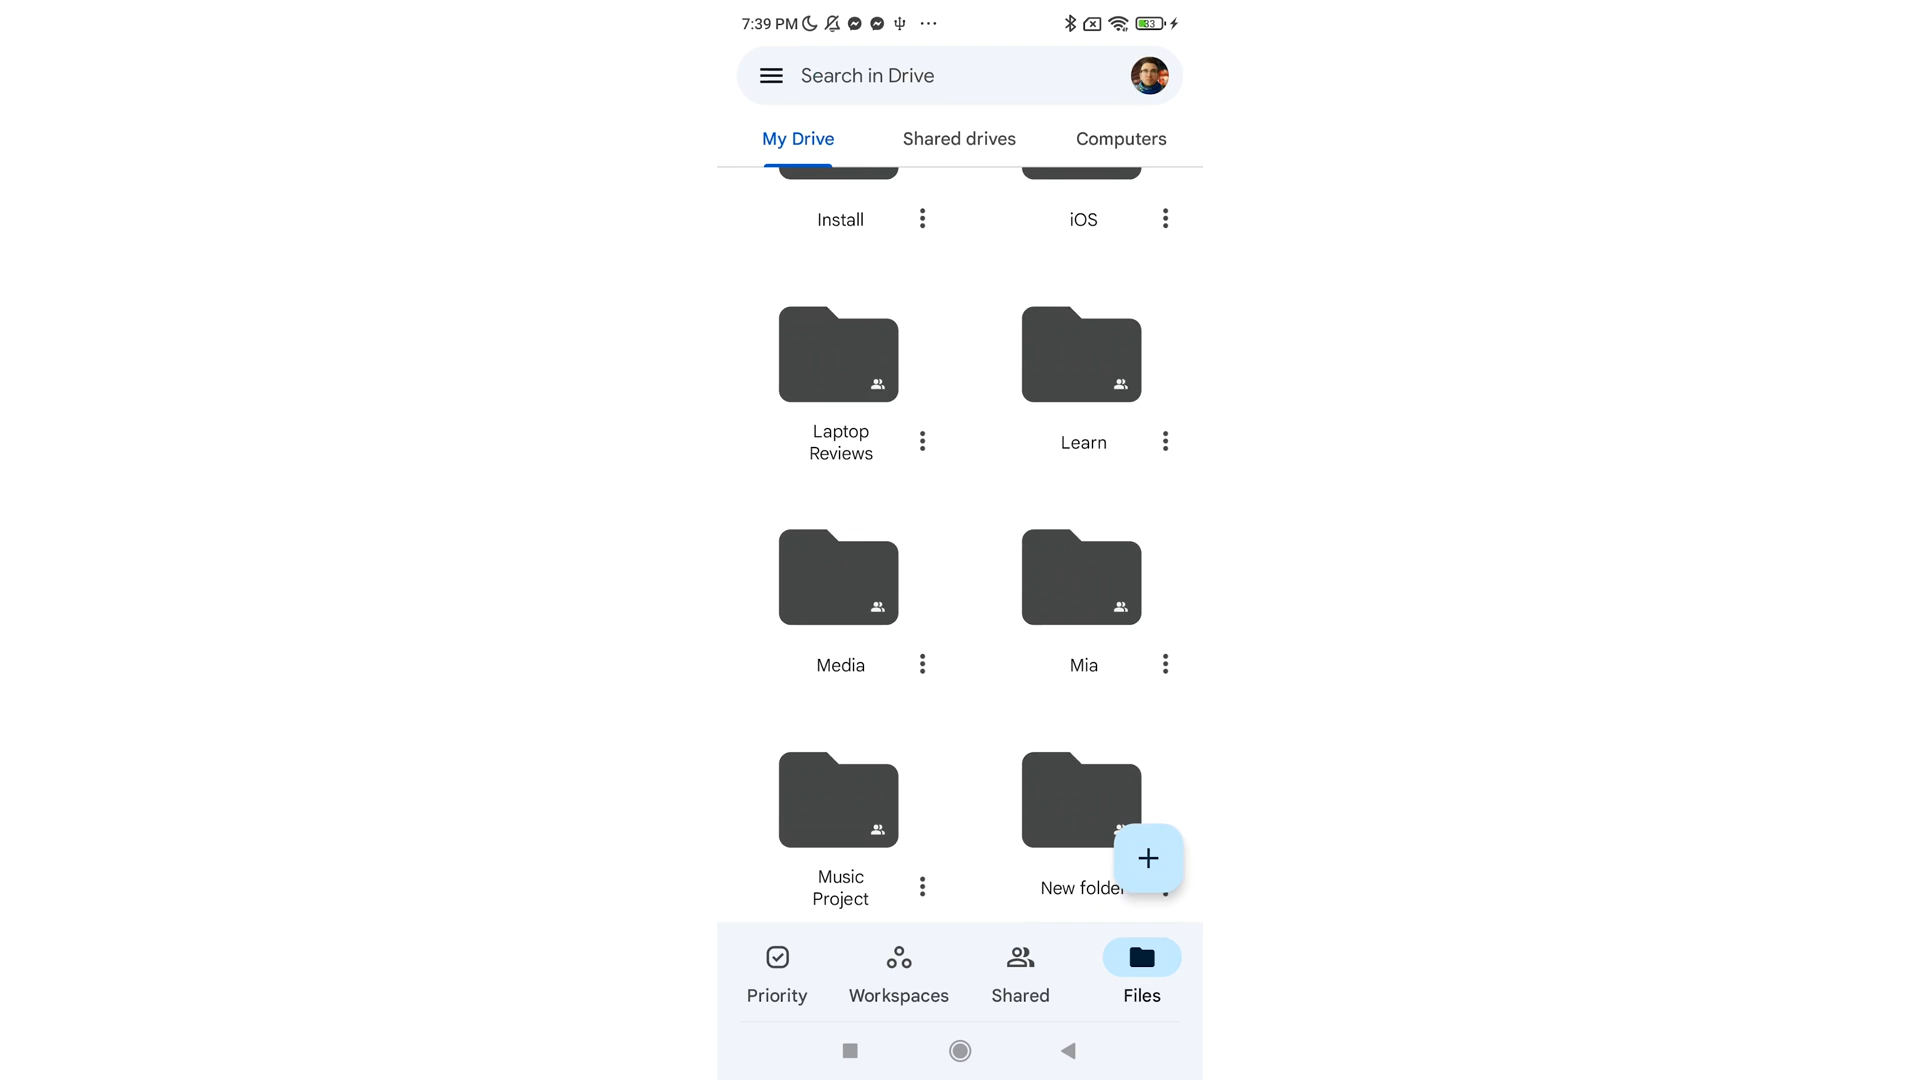 7:39 PM 33
Search in Drive
My Drive Shared drives Computers
Install iOS
Laptop
Reviews
Learn
Media Mia
Music
Project
New folder
Priority Workspaces Shared Files